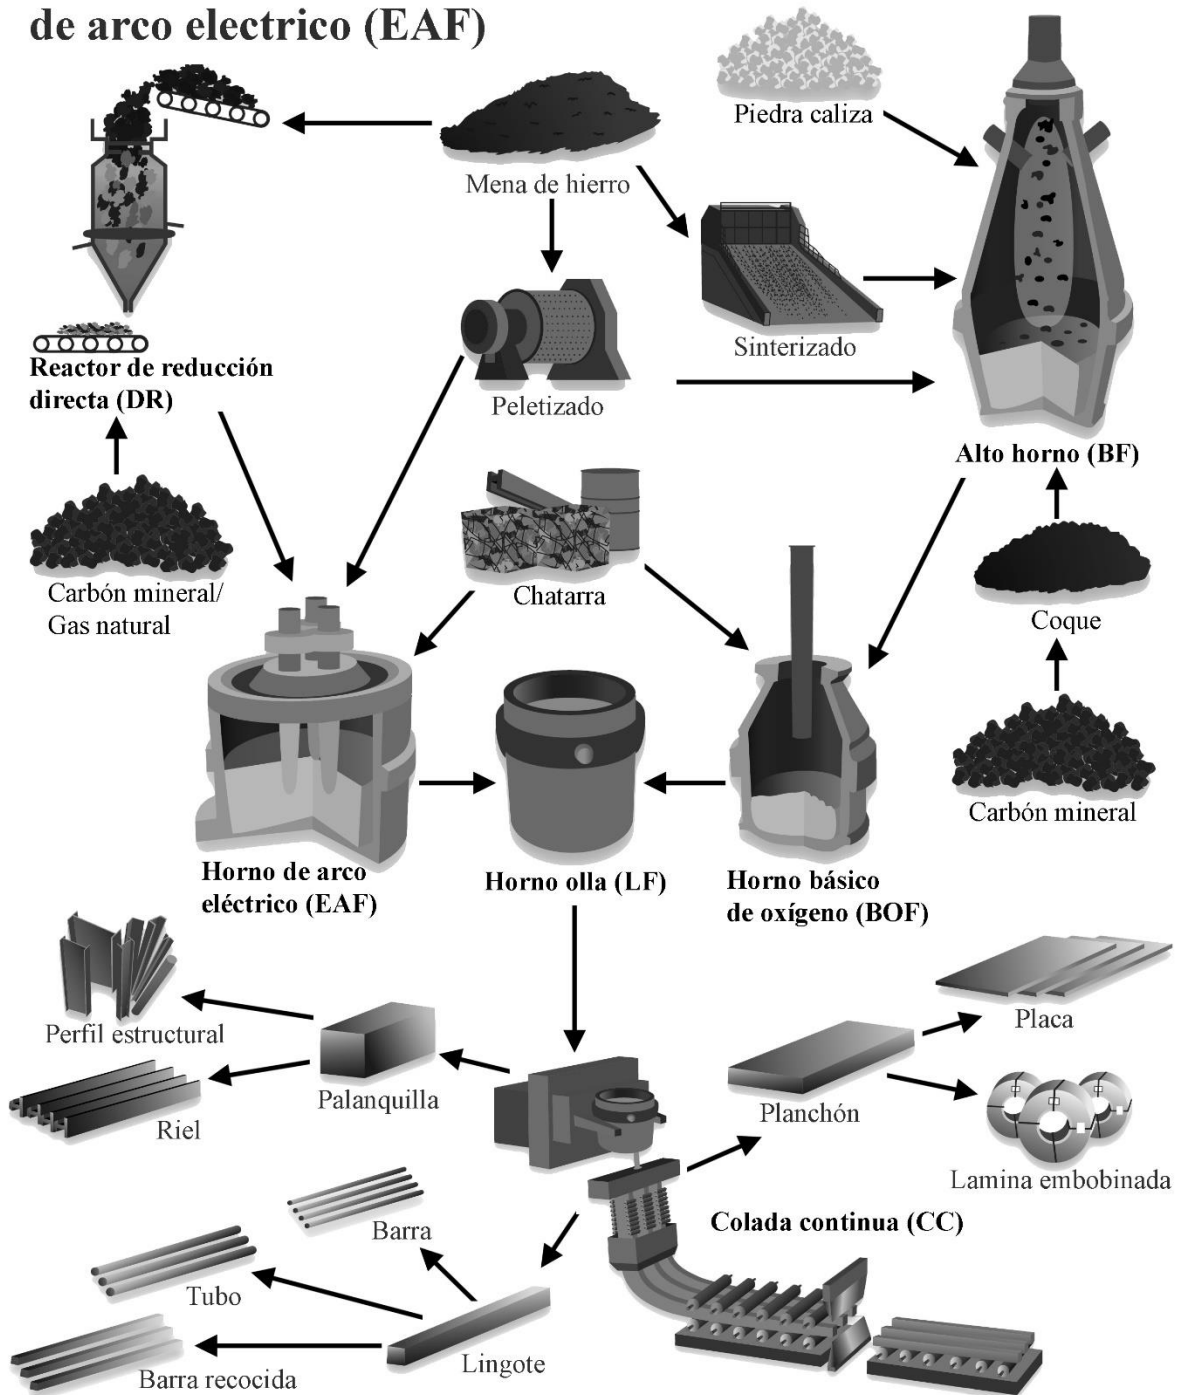 de arco electrico (EAF)
Piedra caliza
Mena de hierro
Sinterizado
Reactor de reducción
directa (DR)
Peletizado
Alto horno (BF)
Carbón mineral/
Gas natural
Chatarra
Coque
Carbón mineral
Horno de arco
eléctrico (EAF)
Horno olla (LF)
Horno básico
de oxígeno (BOF)
Perfil estructural
Placa
Palanquilla
Planchón
Riel
Lamina embobinada
Barra
Colada continua (CC)
Tubo
Lingote
Barra recocida